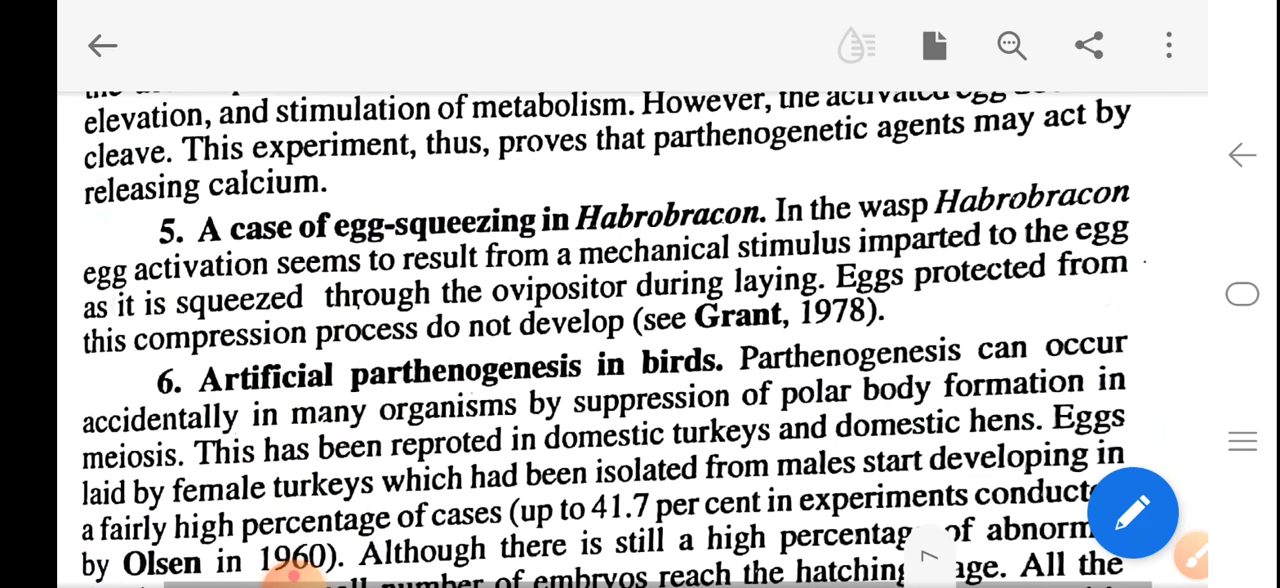 elevation, and stimulation of metabolism. However, the activated egg
cleave. This experiment, thus, proves that parthenogenetic agents may act by
releasing calcium.
5. A case of egg-squeezing in Habrobracon. In the wasp Habrobracon
egg activation seems to result from a mechanical stimulus imparted to the egg
as it is squeezed through the ovipositor during laying. Eggs protected from
this compression process do not develop (see Grant, 1978).
6. Artificial parthenogenesis in birds. Parthenogenesis can occur
accidentally in many organisms by suppression of polar body formation in
meiosis. This has been reproted in domestic turkeys and domestic hens. Eggs
laid by female turkeys which had been isolated from males start developing in
a fairly high percentage of cases (up to 41.7 per cent in experiments
by Olsen in 1960). Although there is still a high of
number of embryos reach the hatching All the